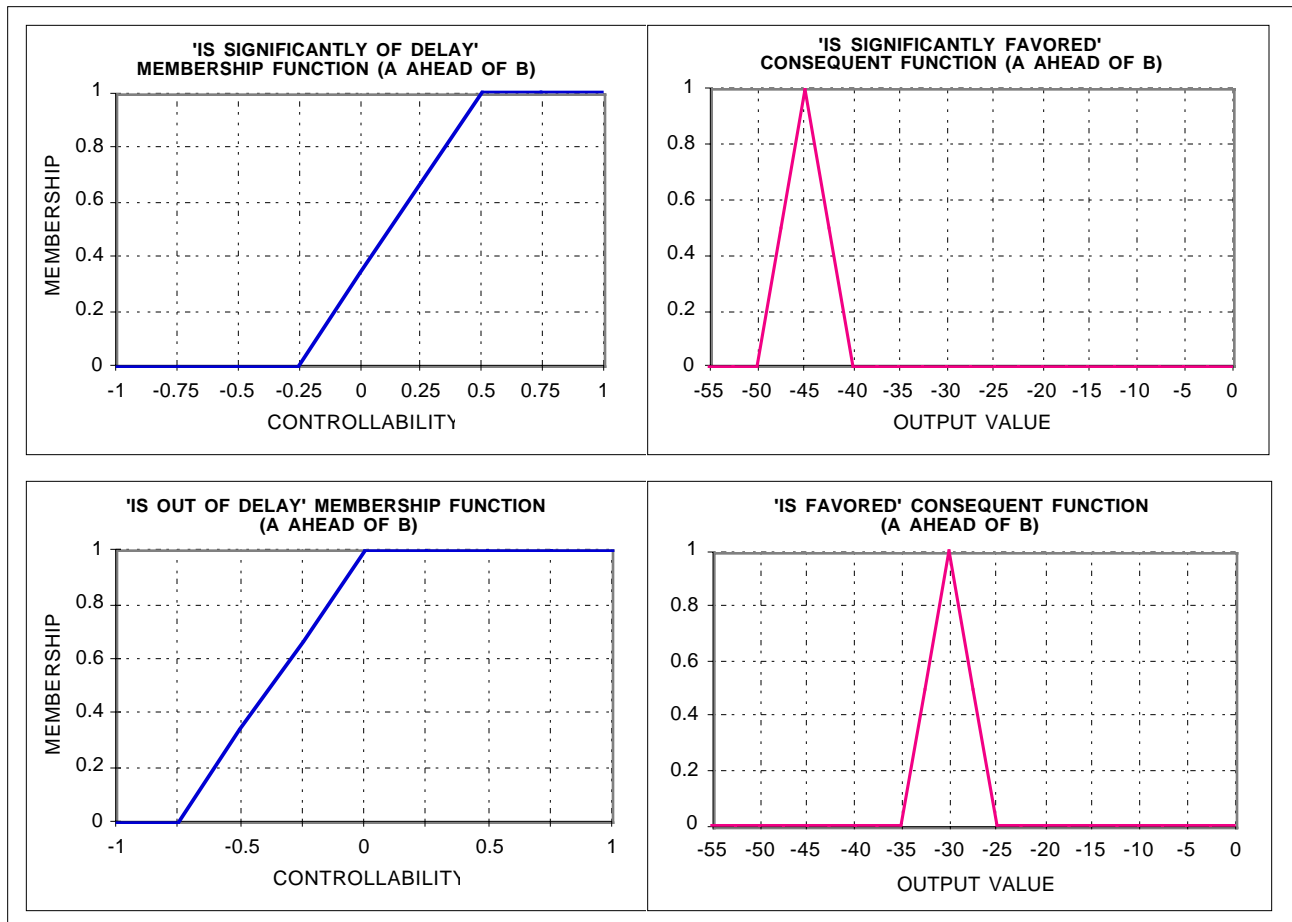 'IS SIGNIFICANTLY OF DELAY'
MEMBERSHIP FUNCTION (A AHEAD OF B)
MEMBERSHIP
1
0.8
0.6
0.4
0.2
0
-1 -0.75 -0.5 -0.25 0 0.25 0.5 0.75 1
CONTROLLABILITY
'IS SIGNIFICANTLY FAVORED'
CONSEQUENT FUNCTION (A AHEAD OF B)
1
0.8
0.6
0.4
0.2
0
-55 -50 -45 -40 -35 -30 -25 -20 -15 -10 -5 0
OUTPUT VALUE
'IS OUT OF DELAY' MEMBERSHIP FUNCTION
(A AHEAD OF B)
MEMBERSHIP
1
0.8
0.6
0.4
0.2
0
-1 -0.5 0 0.5 1
CONTROLLABILITY
'IS FAVORED' CONSEQUENT FUNCTION
(A AHEAD OF B)
1
0.8
0.6
0.4
0.2
0
-55 -50 -45 -40 -35 -30 -25 -20 -15 -10 -5 0
OUTPUT VALUE